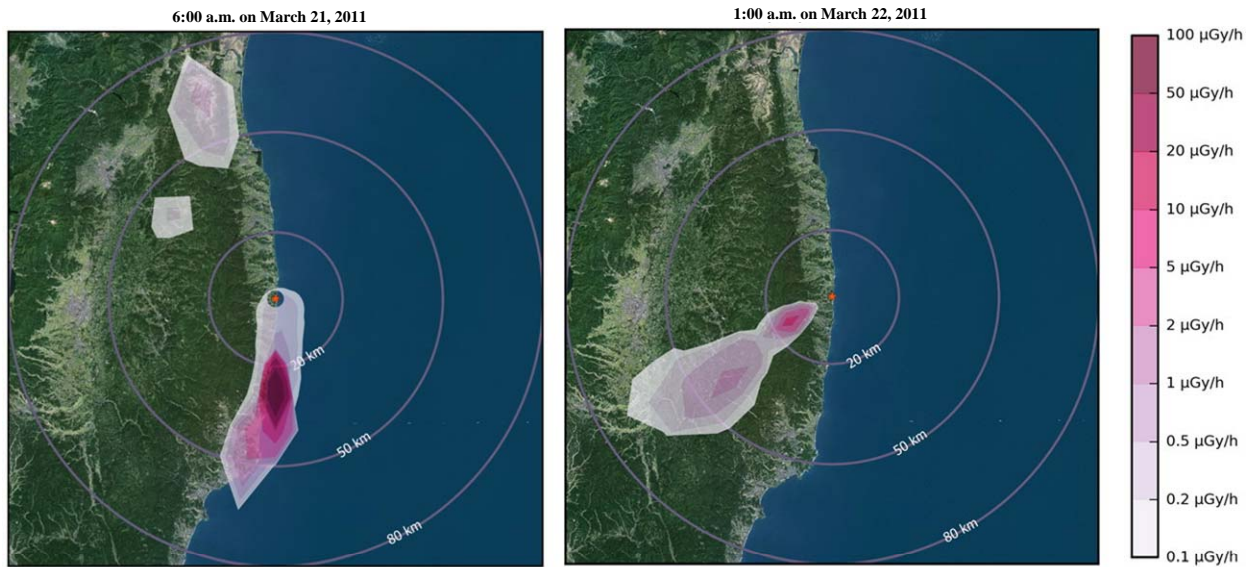 6:00 a.m. on March 21, 2011
1:00 a.m. on March 22, 2011
20 km
50 km
80 km
20 km
50 km
80 km
100 µGy/h
50 µGy/h
20 µGy/h
10 µGy/h
5 µGy/h
2 µGy/h
1 µGy/h
0.5 µGy/h
0.2 µGy/h
0.1 µGy/h